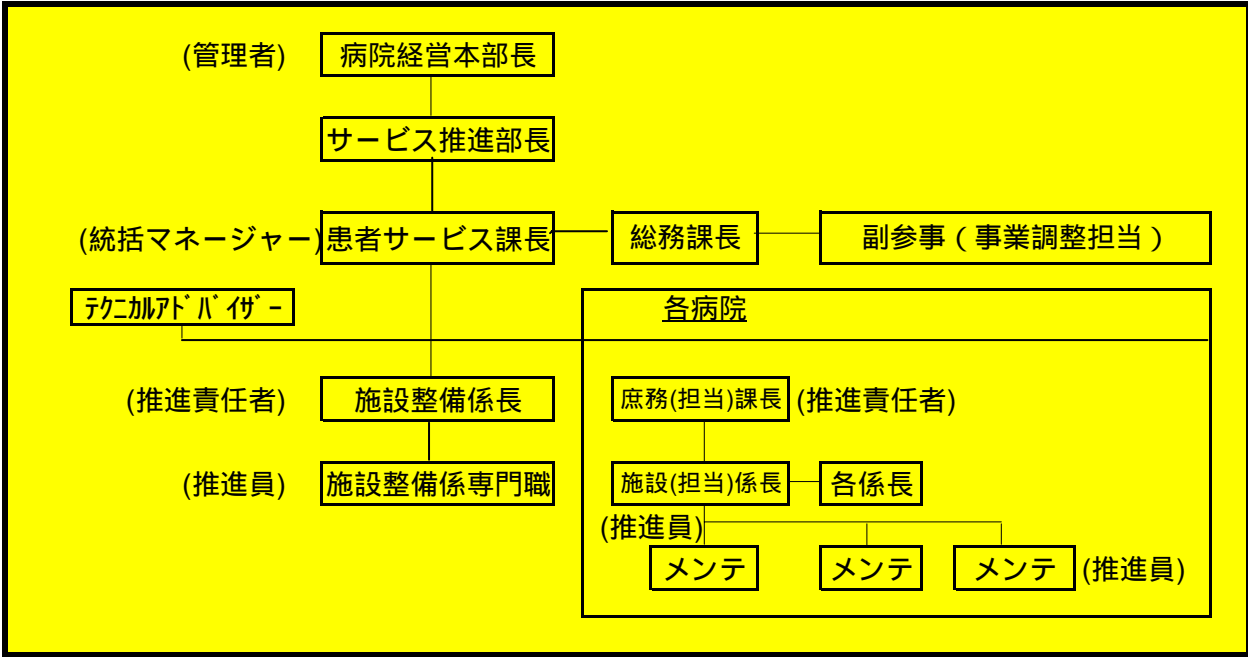 (管理者) 病院経営本部長
サービス推進部長
(統括マネージャー) 患者サービス課長 総務課長 副参事(事業調整担当)
ﾃｸﾆｶﾙｱﾄﾞﾊﾞｲｻﾞｰ 各病院
(推進責任者) 施設整備係長 庶務(担当)課長 (推進責任者)
(推進員) 施設整備係専門職 施設(担当)係長 各係長
(推進員)
メンテ メンテ メンテ (推進員)